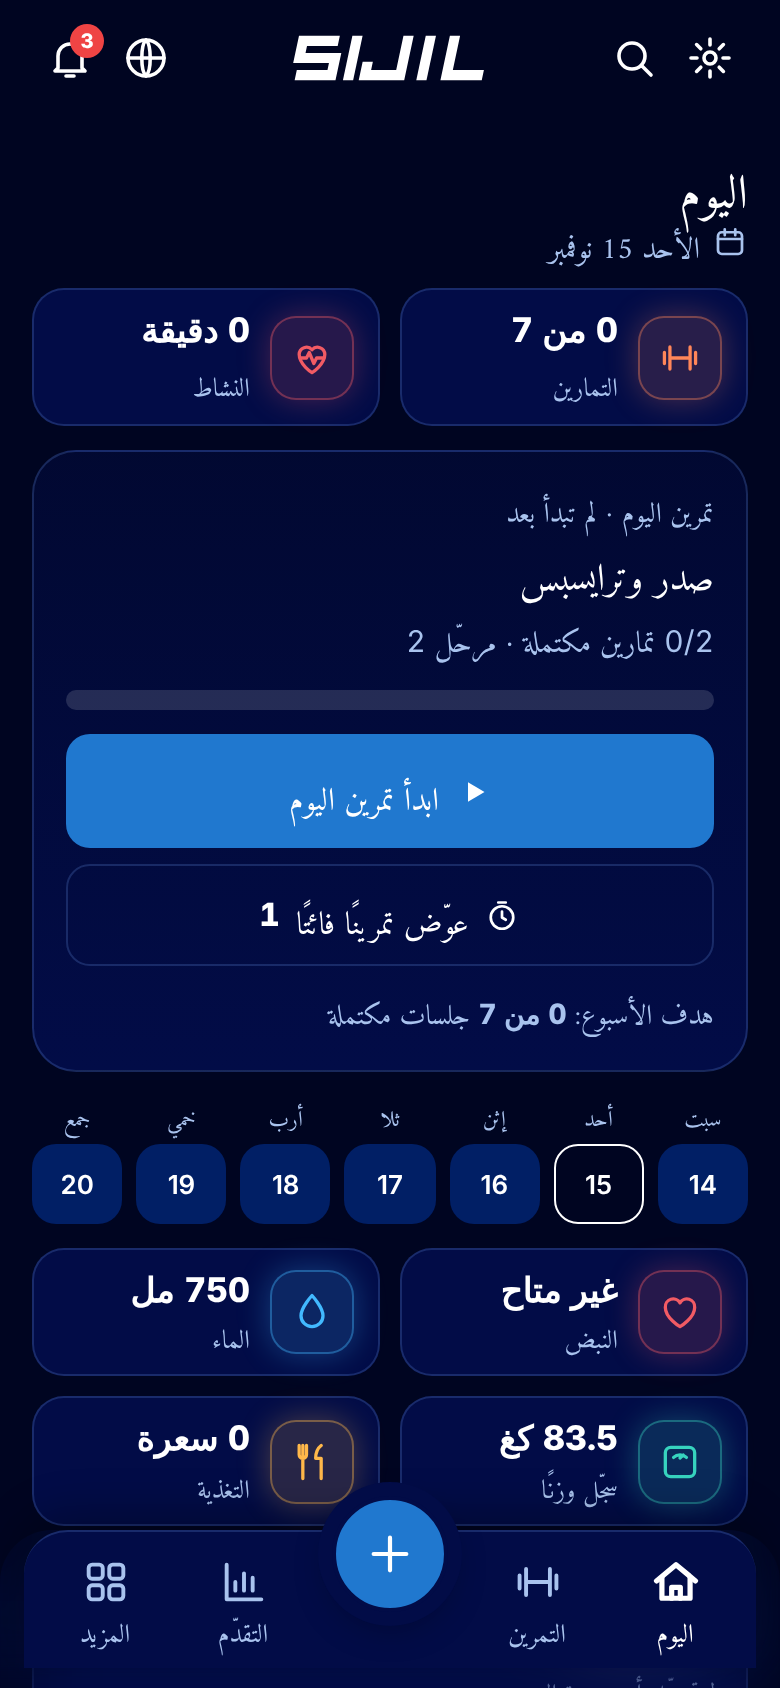 3
SIJIL
اليوم
الأحد 15 نوفمبر
0 من 7
التمارين
0 دقيقة
النشاط
تمرين اليوم · لم تبدأ بعد
صدر وترايسبس
0/2 تمارين مكتملة · مرحّل 2
ابدأ تمرين اليوم
عوّض تمرينًا فائتًا 1
هدف الأسبوع: 0 من 7 جلسات مكتملة
سبت أحد إثن ثلا أرب خمي جمع
14 15 16 17 18 19 20
غير متاح
النبض
750 مل
الماء
83.5 كغ
سجّل وزنًا
0 سعرة
التغذية
اليوم
التمرين
التقدّم
المزيد